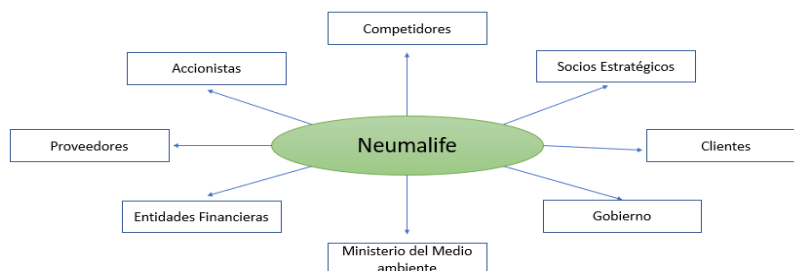 Competidores
Accionistas
Socios Estratégicos
Neumalife
Proveedores
Clientes
Entidades Financieras
Gobierno
Ministerio del Medio
ambiente